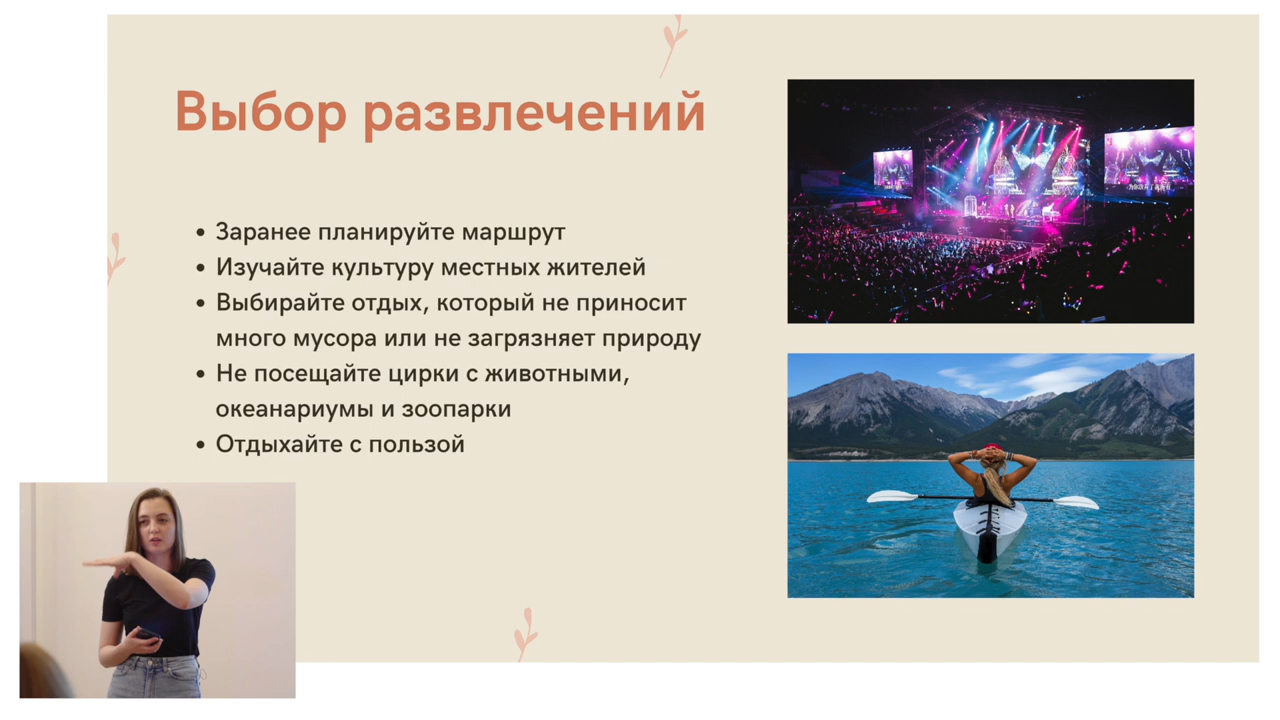 Выбор развлечений
• Заранее планируйте маршрут
• Изучайте культуру местных жителей
• Выбирайте отдых, который не приносит
много мусора или не загрязняет природу
• Не посещайте цирки с животными,
океанариумы и зоопарки
• Отдыхайте с пользой